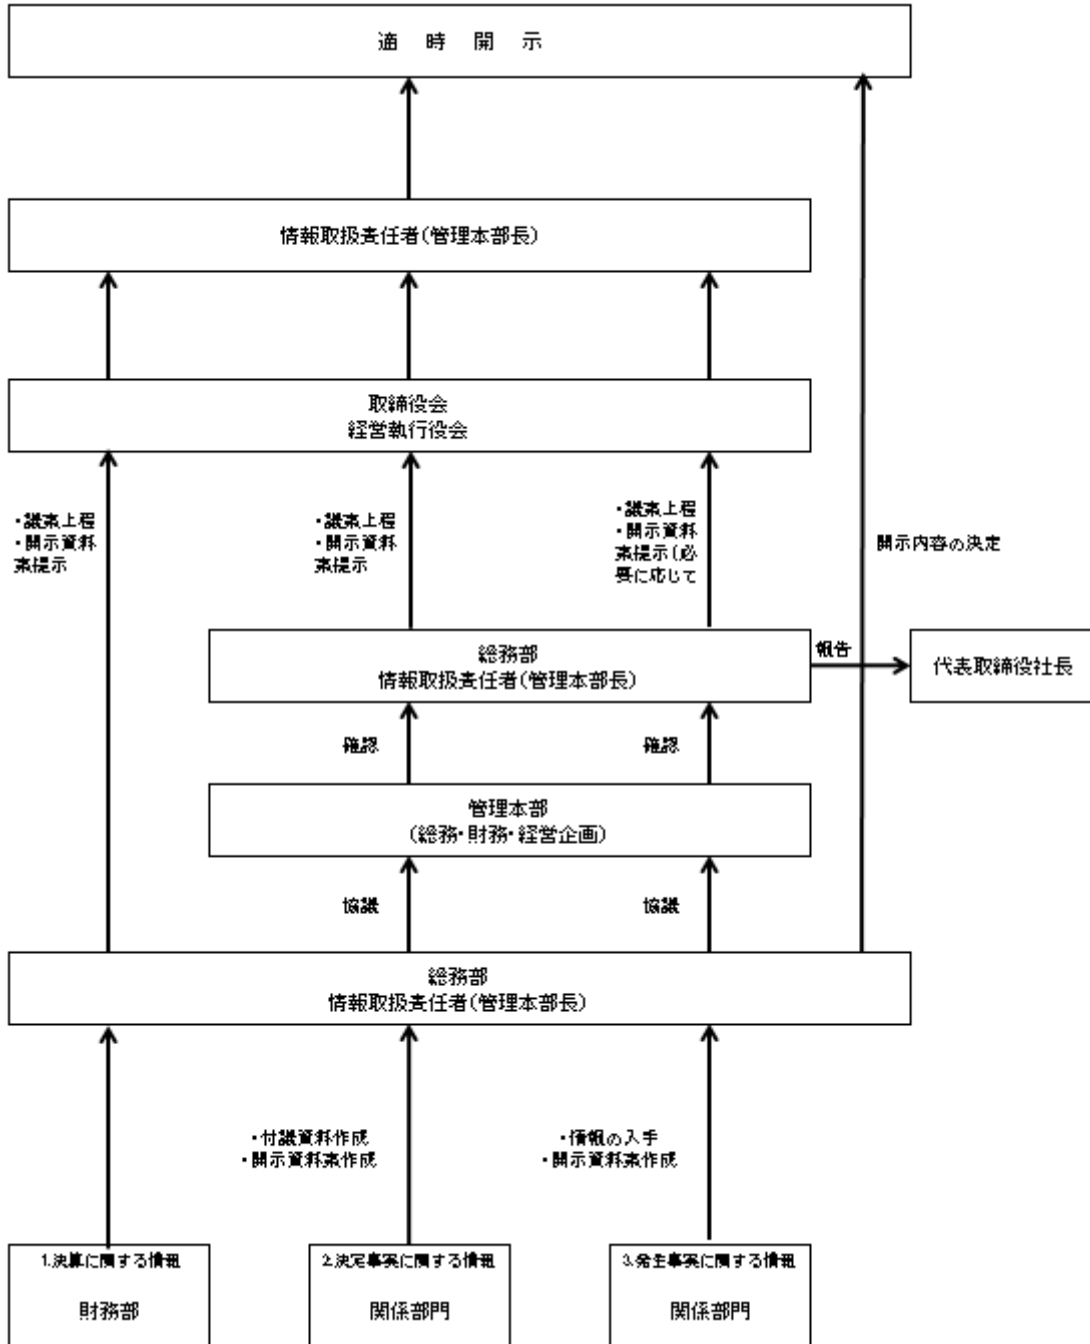 適 時 開 示
情報取扱責任者(管理本部長)
取締役会
経営執行役会
・議案上程
・開示資料
案提示
・議案上程
・開示資料
案提示
・議案上程
・開示資料
案提示(必
要に応じて
開示内容の決定
総務部
情報取扱責任者(管理本部長)
報告
代表取締役社長
確認
確認
管理本部
(総務・財務・経営企画)
協議
協議
総務部
情報取扱責任者(管理本部長)
・付議資料作成
・開示資料案作成
・情報の入手
・開示資料案作成
1.決算に関する情報
財務部
2.決定事実に関する情報
関係部門
3.発生事実に関する情報
関係部門